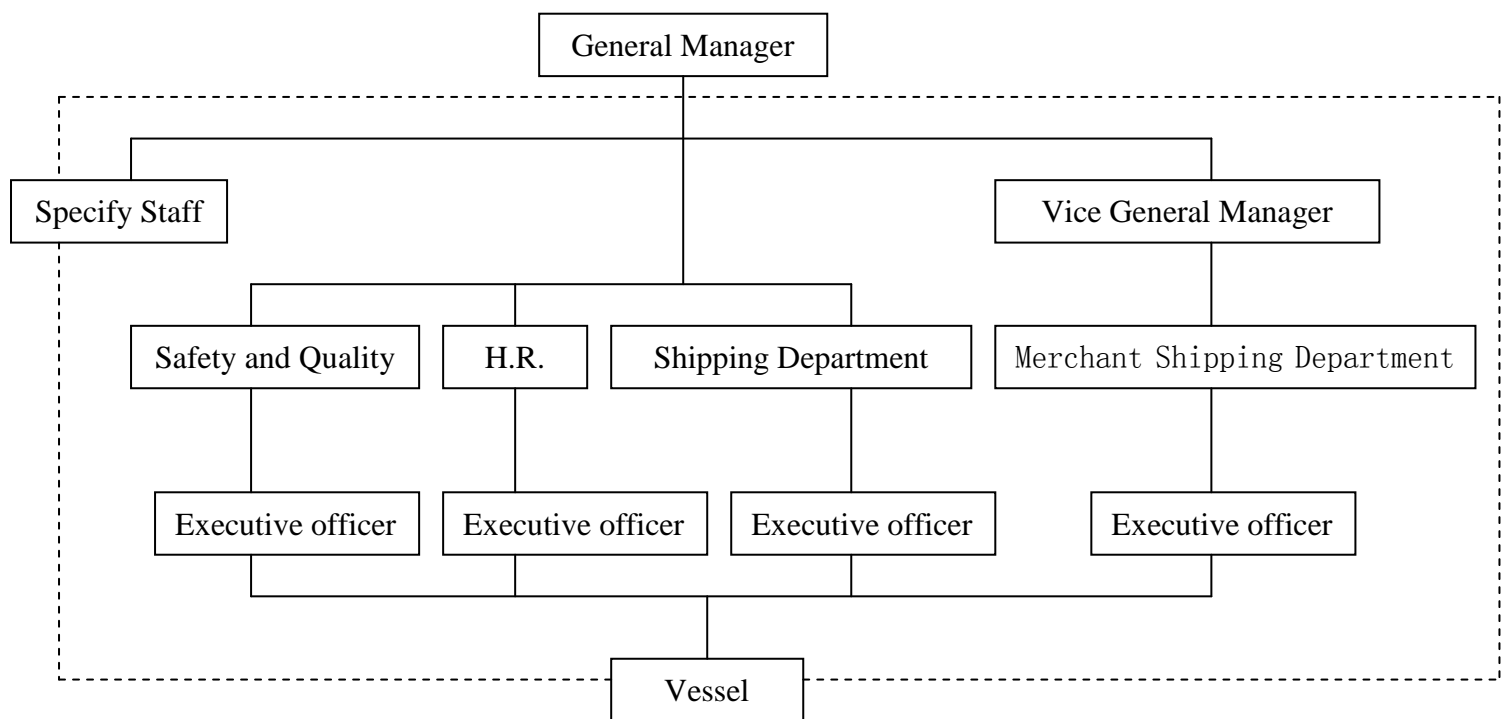 General Manager
Specify Staff
Vice General Manager
Safety and Quality
H.R.
Shipping Department
Merchant Shipping Department
Executive officer
Executive officer
Executive officer
Executive officer
Vessel